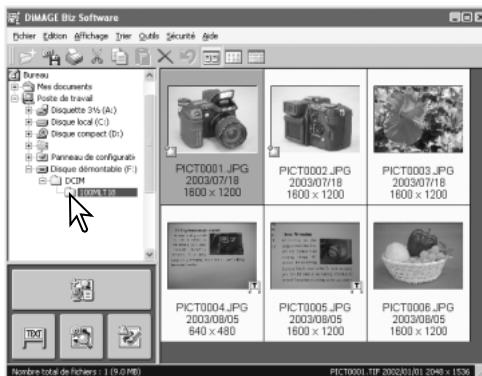 DiMAGE Biz Software
Fichier Edition Affichage Trier Outils Sécurité Aide
Bureau
Mes documents
Poste de travail
Disquette 3½ (A:)
Disque local (C:)
Disque compact (D:)
Panneau de configurati
Disque démontable (F:)
DCIM
100MLT18
TEXT
PICT0001.JPG
2003/07/18
1600 x 1200
PICT0002.JPG
2003/07/18
1600 x 1200
PICT0003.JPG
2003/07/18
1600 x 1200
PICT0004.JPG
2003/08/05
640 x 480
PICT0005.JPG
2003/08/05
1600 x 1200
PICT0006.JPG
2003/08/05
1600 x 1200
Nombre total de fichiers : 1 (9.0 MB)
PICT0001.TIF 2002/01/01 2048 x 1536